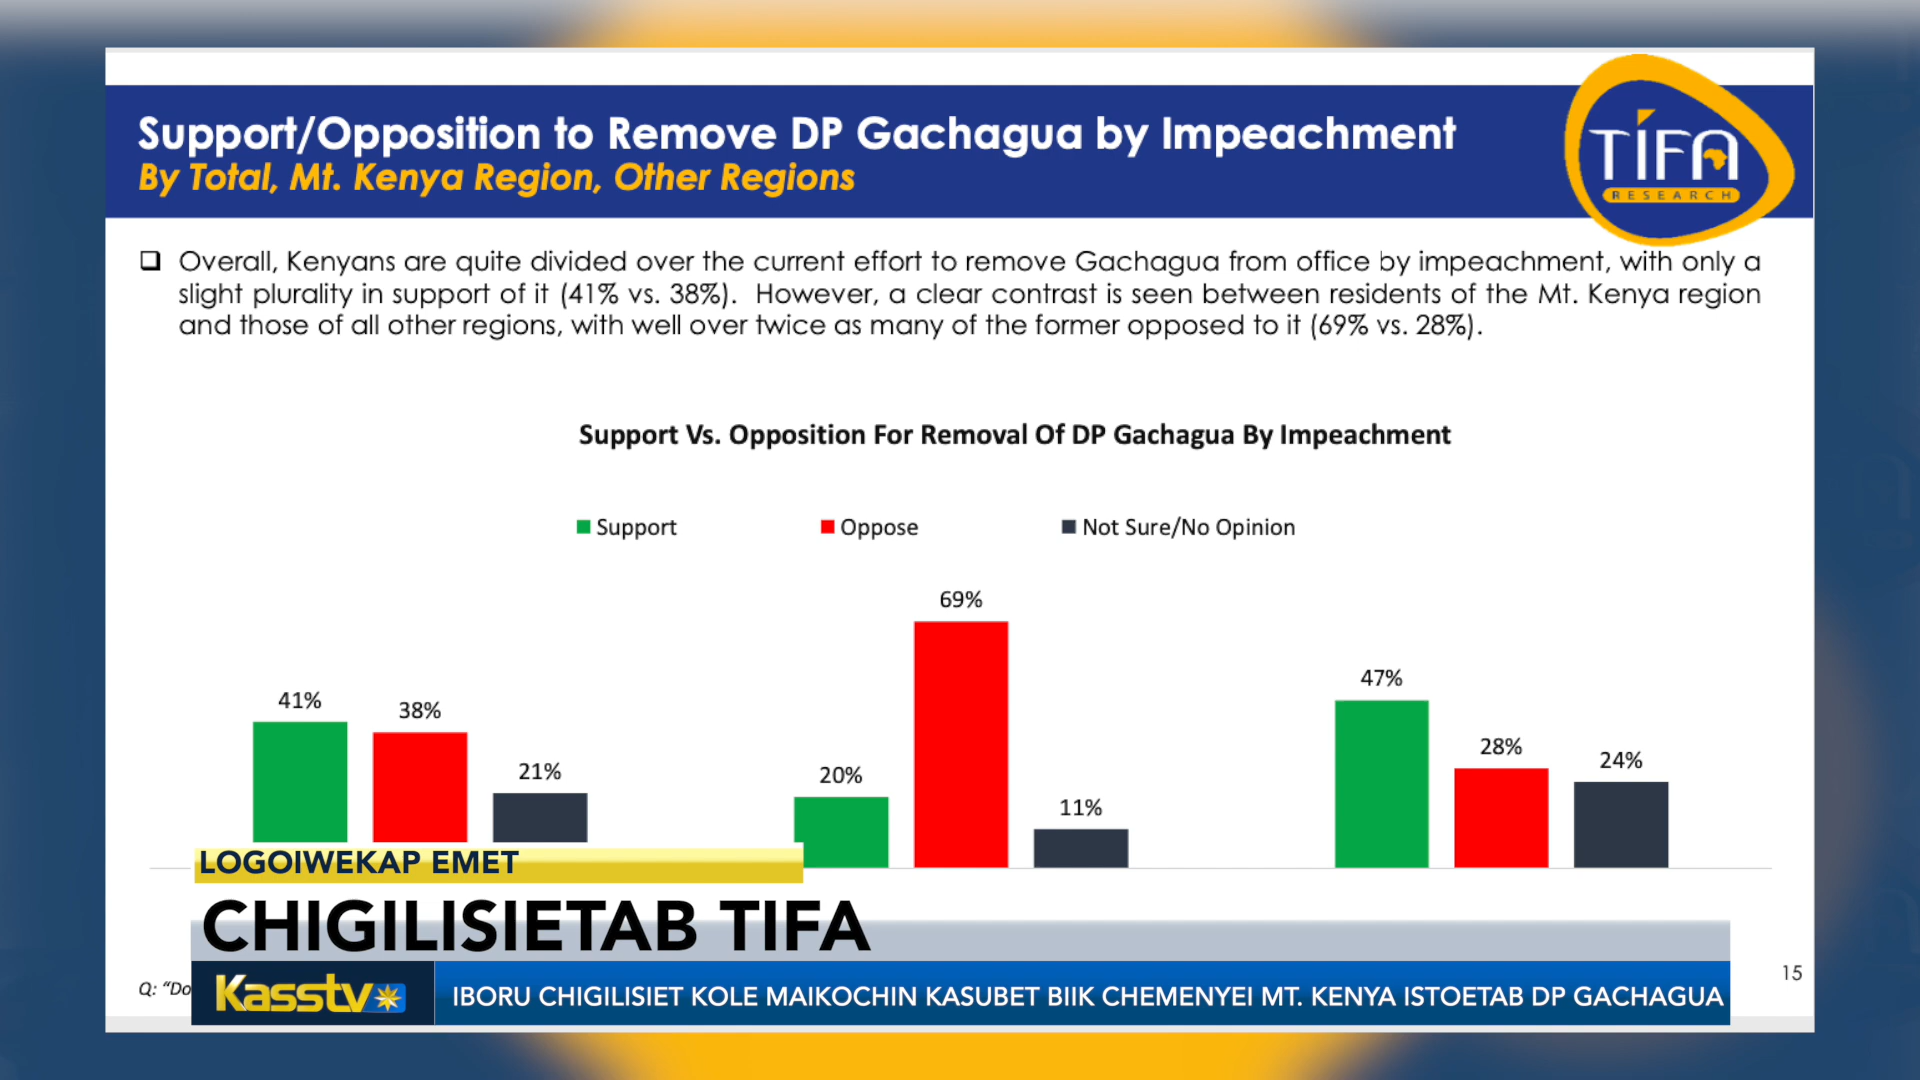 Support/Opposition to Remove DP Gachagua by Impeachment
By Total, Mt. Kenya Region, Other Regions
TIFA
RESEARCH
Overall, Kenyans are quite divided over the current effort to remove Gachagua from office by impeachment, with only a
slight plurality in support of it (41% vs. 38%). However, a clear contrast is seen between residents of the Mt. Kenya region
and those of all other regions, with well over twice as many of the former opposed to it (69% vs. 28%).
Support Vs. Opposition For Removal Of DP Gachagua By Impeachment
Support Oppose Not Sure/No Opinion
41% 38% 21%
20% 69% 11%
47% 28% 24%
LOGOIWEKAP EMET
CHIGILISIETAB TIFA
15
Q: "Do
Kasstv
IBORU CHIGILISIET KOLE MAIKOCHIN KASUBET BIIK CHEMENYEI MT. KENYA ISTOETAB DP GACHAGUA